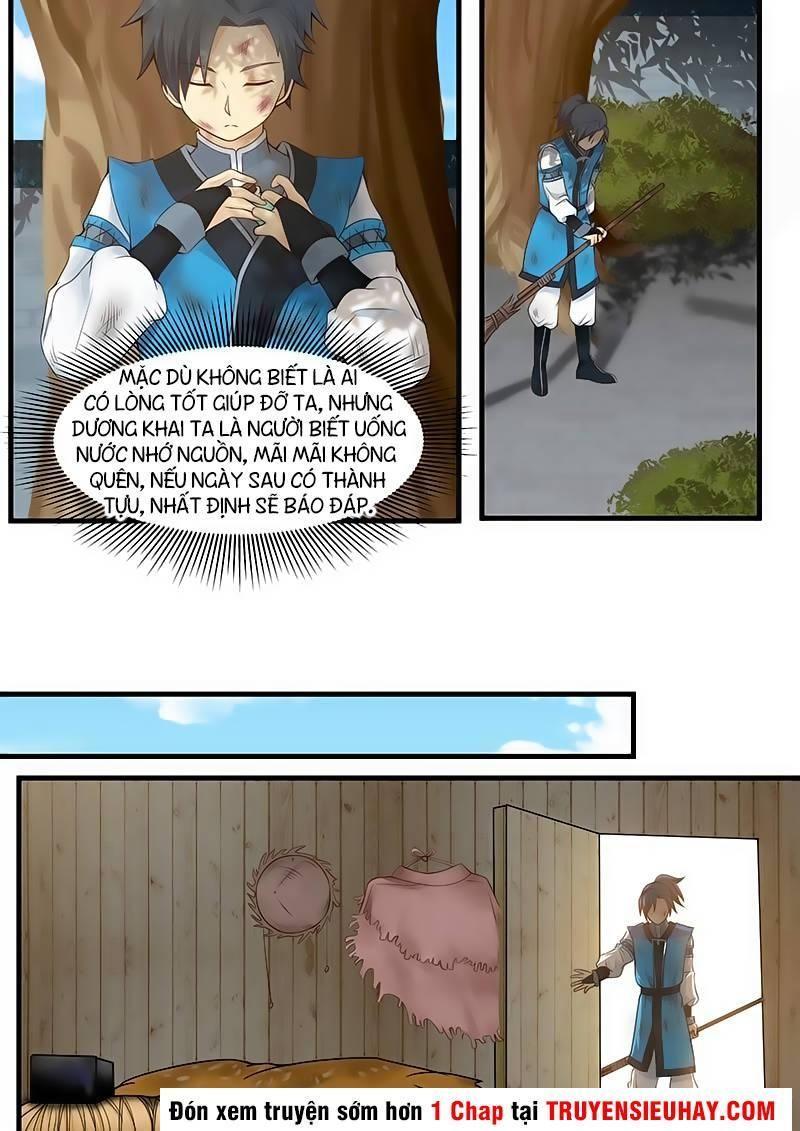 MẶC DÙ KHÔNG BIẾT LÀ AI
CÓ LÒNG TỐT GIÚP ĐỠ TA, NHƯNG
DƯƠNG KHAI TA LÀ NGƯỜI BIẾT UỐNG
NƯỚC NHỚ NGUỒN, MÃI MÃI KHÔNG
QUÊN, NẾU NGÀY SAU CÓ THÀNH
TỰU, NHẤT ĐỊNH SẼ BÁO ĐÁP.
Đón xem truyện sớm hơn 1 Chap tại TRUYENSIEUHAY.COM